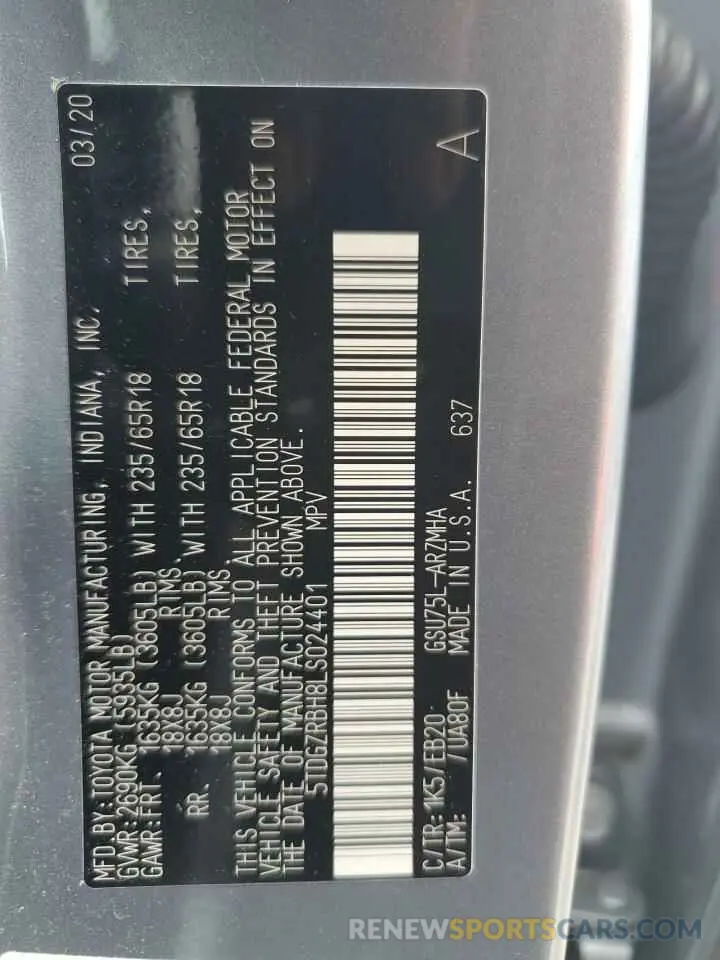 MFD.BY:TOYOTA MOTOR MANUFACTURING, INDIANA, INC. 03/20
GVWR:2690KG (5935LB)
GAWR:FRT. 1635KG (3605LB) WITH 235/65R18 TIRES,
18X8J RIMS.
RR. 1635KG (3605LB) WITH 235/65R18 TIRES,
18X8J RIMS
THIS VEHICLE CONFORMS TO ALL APPLICABLE FEDERAL MOTOR
VEHICLE SAFETY AND THEFT PREVENTION STANDARDS IN EFFECT ON
THE DATE OF MANUFACTURE SHOWN ABOVE.
5TDGZRBH8LS024401 MPV
C/TR:1K5/EB20 GSU75L-ARZMHA
A/TM: /UA80F MADE IN U.S.A. 637 A
RENEWSPORTSCARS.COM